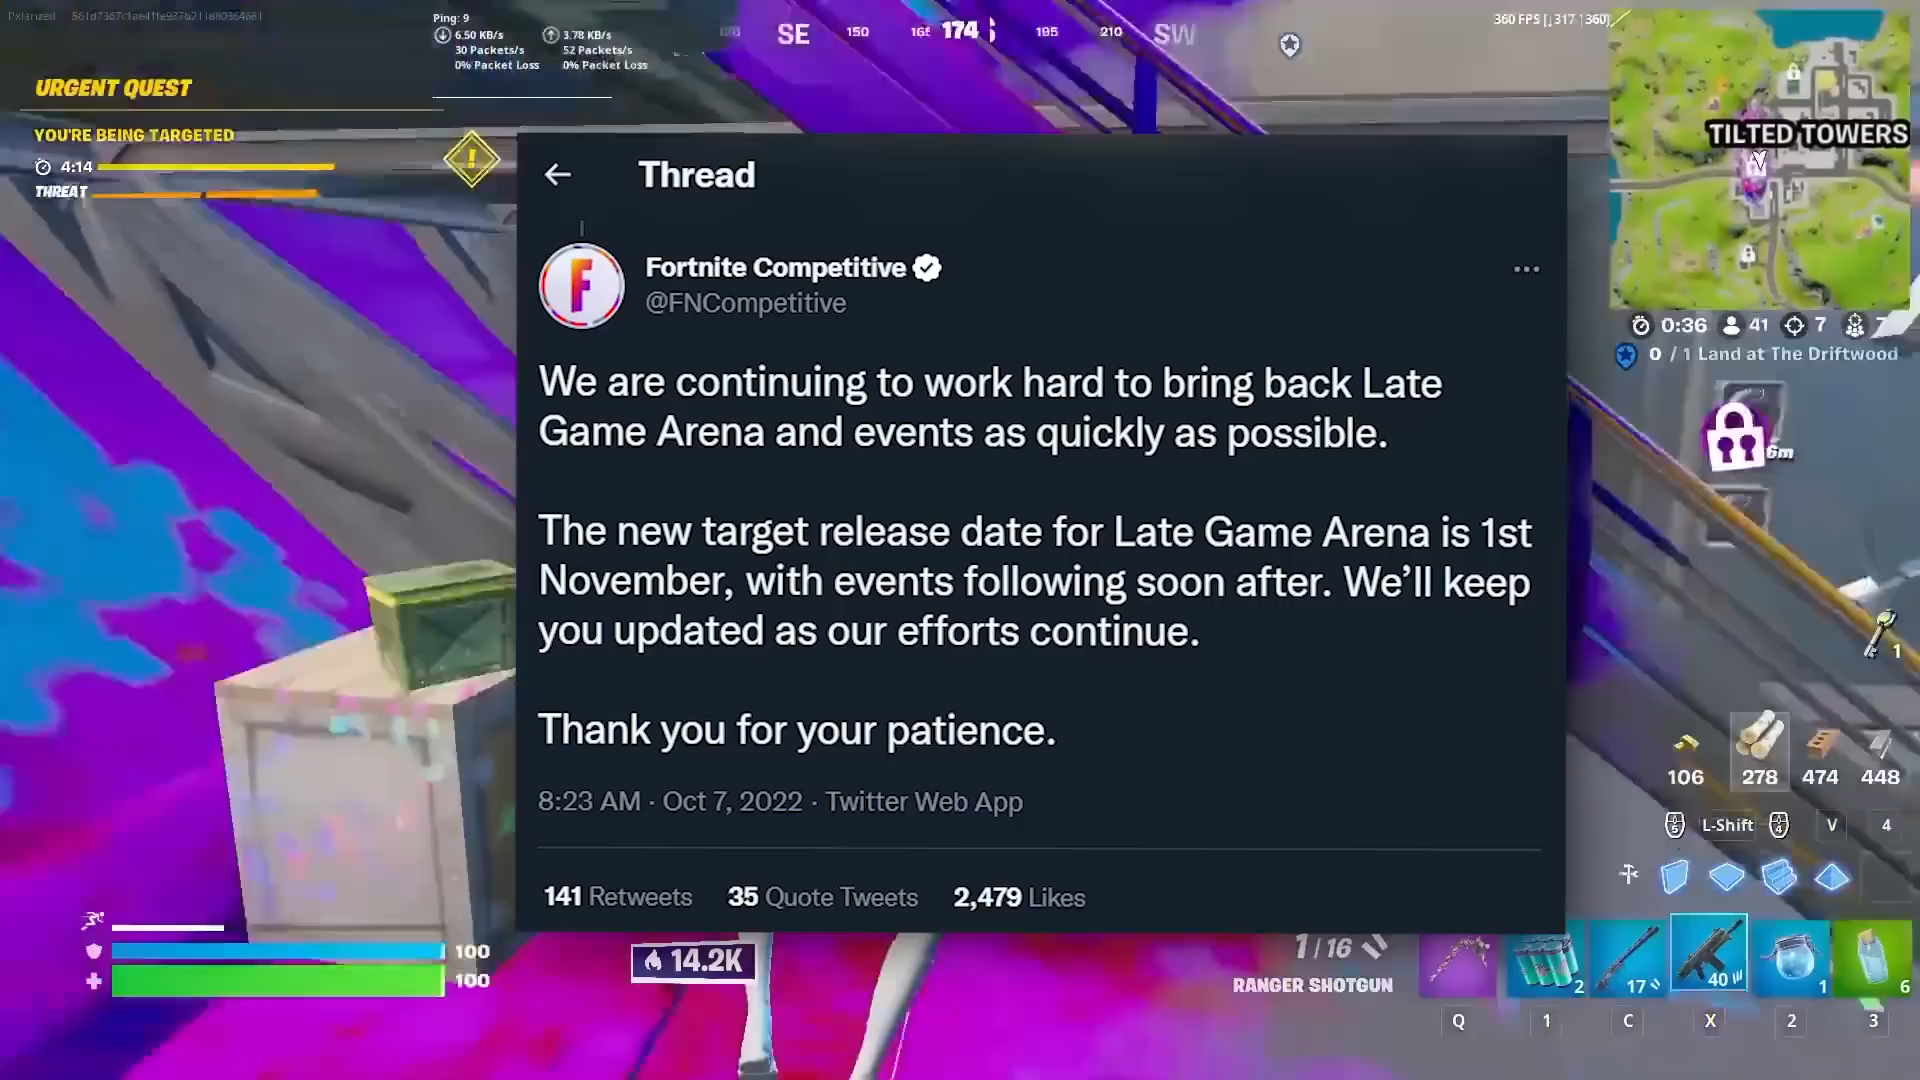 Ping: 9
6.50 KB/s 3.78 KB/s
30 Packets/s 52 Packets/s
0% Packet Loss 0% Packet Loss
SE 150 165 174 195 210 SW
360 FPS
URGENT QUEST
YOU'RE BEING TARGETED
4:14
THREAT
TILTED TOWERS
0:36 41 7
0 / 1 Land at The Driftwood
6m
1
Thread
Fortnite Competitive
@FNCompetitive
We are continuing to work hard to bring back Late
Game Arena and events as quickly as possible.
The new target release date for Late Game Arena is 1st
November, with events following soon after. We’ll keep
you updated as our efforts continue.
Thank you for your patience.
8:23 AM · Oct 7, 2022 · Twitter Web App
141 Retweets 35 Quote Tweets 2,479 Likes
106 278 474 448
5 L-Shift 4 V 4
100
100
14.2K
1 / 16
RANGER SHOTGUN
2 17 40 1 6
Q 1 C X 2 3